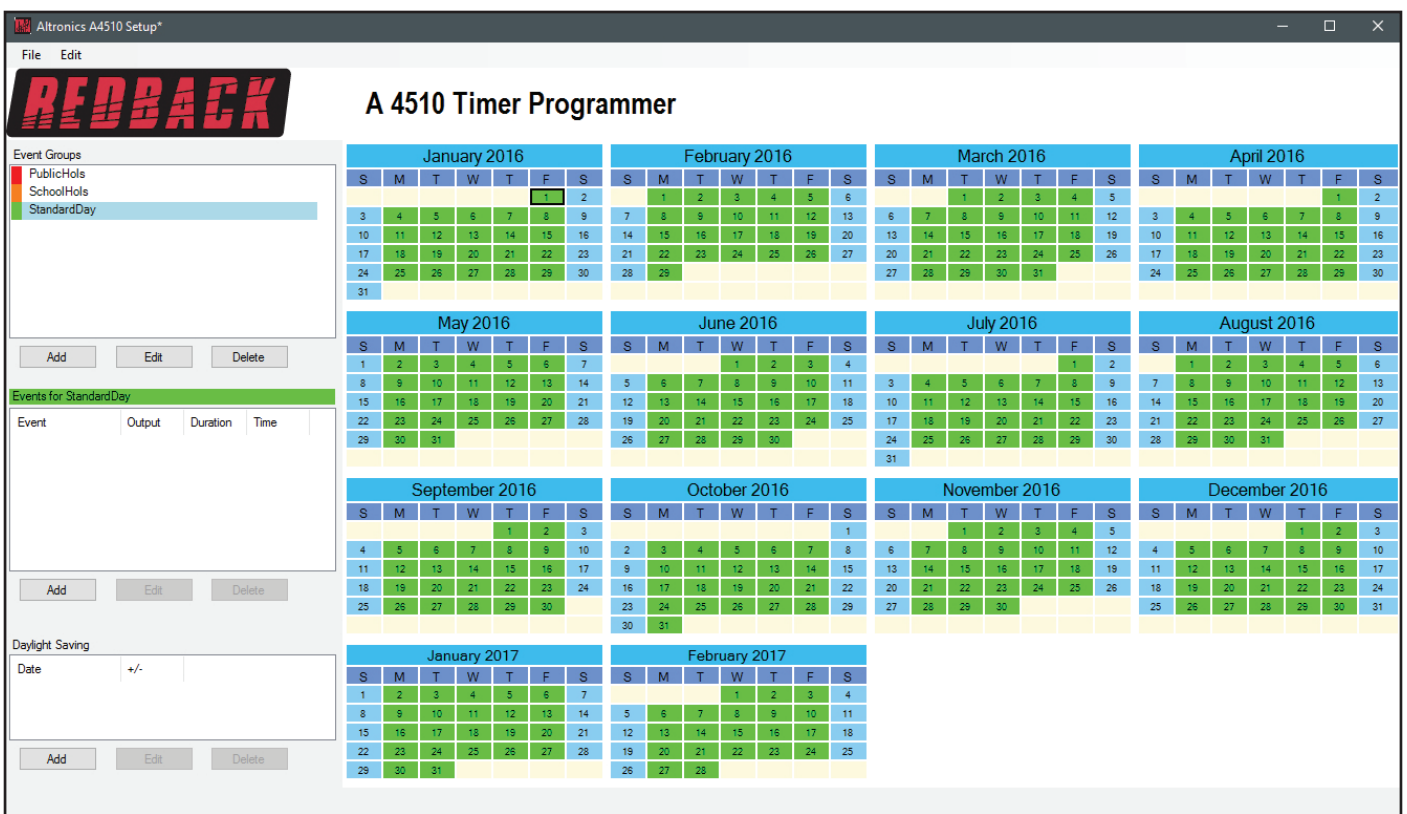 Altronics A4510 Setup*
File Edit
REDBACK
A 4510 Timer Programmer
Event Groups
PublicHols
SchoolHols
StandardDay
Add Edit Delete
Events for StandardDay
Event Output Duration Time
Add Edit Delete
Daylight Saving
Date +/-
Add Edit Delete
January 2016
S M T W T F S
1 2
3 4 5 6 7 8 9
10 11 12 13 14 15 16
17 18 19 20 21 22 23
24 25 26 27 28 29 30
31
February 2016
S M T W T F S
1 2 3 4 5 6
7 8 9 10 11 12 13
14 15 16 17 18 19 20
21 22 23 24 25 26 27
28 29
March 2016
S M T W T F S
1 2 3 4 5
6 7 8 9 10 11 12
13 14 15 16 17 18 19
20 21 22 23 24 25 26
27 28 29 30 31
April 2016
S M T W T F S
1 2
3 4 5 6 7 8 9
10 11 12 13 14 15 16
17 18 19 20 21 22 23
24 25 26 27 28 29 30
May 2016
S M T W T F S
1 2 3 4 5 6 7
8 9 10 11 12 13 14
15 16 17 18 19 20 21
22 23 24 25 26 27 28
29 30 31
June 2016
S M T W T F S
1 2 3 4
5 6 7 8 9 10 11
12 13 14 15 16 17 18
19 20 21 22 23 24 25
26 27 28 29 30
July 2016
S M T W T F S
1 2
3 4 5 6 7 8 9
10 11 12 13 14 15 16
17 18 19 20 21 22 23
24 25 26 27 28 29 30
31
August 2016
S M T W T F S
1 2 3 4 5 6
7 8 9 10 11 12 13
14 15 16 17 18 19 20
21 22 23 24 25 26 27
28 29 30 31
September 2016
S M T W T F S
1 2 3
4 5 6 7 8 9 10
11 12 13 14 15 16 17
18 19 20 21 22 23 24
25 26 27 28 29 30
October 2016
S M T W T F S
1
2 3 4 5 6 7 8
9 10 11 12 13 14 15
16 17 18 19 20 21 22
23 24 25 26 27 28 29
30 31
November 2016
S M T W T F S
1 2 3 4 5
6 7 8 9 10 11 12
13 14 15 16 17 18 19
20 21 22 23 24 25 26
27 28 29 30
December 2016
S M T W T F S
1 2 3
4 5 6 7 8 9 10
11 12 13 14 15 16 17
18 19 20 21 22 23 24
25 26 27 28 29 30 31
January 2017
S M T W T F S
1 2 3 4 5 6 7
8 9 10 11 12 13 14
15 16 17 18 19 20 21
22 23 24 25 26 27 28
29 30 31
February 2017
S M T W T F S
1 2 3 4
5 6 7 8 9 10 11
12 13 14 15 16 17 18
19 20 21 22 23 24 25
26 27 28